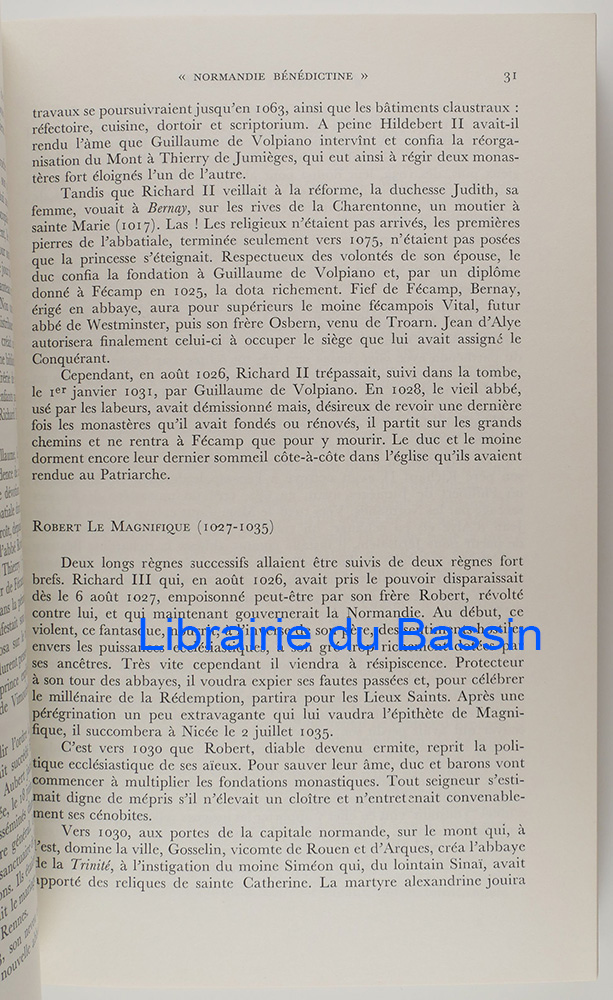 « NORMANDIE BÉNÉDICTINE » 31
travaux se poursuivraient jusqu'en 1063, ainsi que les bâtiments claustraux :
réfectoire, cuisine, dortoir et scriptorium. A peine Hildebert II avait-il
rendu l'âme que Guillaume de Volpiano intervînt et confia la réorga-
nisation du Mont à Thierry de Jumièges, qui eut ainsi à régir deux monas-
tères fort éloignés l'un de l'autre.
Tandis que Richard II veillait à la réforme, la duchesse Judith, sa
femme, vouait à Bernay, sur les rives de la Charentonne, un moutier à
sainte Marie (1017). Las ! Les religieux n'étaient pas arrivés, les premières
pierres de l'abbatiale, terminée seulement vers 1075, n'étaient pas posées
que la princesse s'éteignait. Respectueux des volontés de son épouse, le
duc confia la fondation à Guillaume de Volpiano et, par un diplôme
donné à Fécamp en 1025, la dota richement. Fief de Fécamp, Bernay,
érigé en abbaye, aura pour supérieurs le moine fécampois Vital, futur
abbé de Westminster, puis son frère Osbern, venu de Troarn. Jean d'Alye
autorisera finalement celui-ci à occuper le siège que lui avait assigné le
Conquérant.
Cependant, en août 1026, Richard II trépassait, suivi dans la tombe,
le 1er janvier 1031, par Guillaume de Volpiano. En 1028, le vieil abbé,
usé par les labeurs, avait démissionné mais, désireux de revoir une dernière
fois les monastères qu'il avait fondés ou rénovés, il partit sur les grands
chemins et ne rentra à Fécamp que pour y mourir. Le duc et le moine
dorment encore leur dernier sommeil côte-à-côte dans l'église qu'ils avaient
rendue au Patriarche.
ROBERT LE MAGNIFIQUE (1027-1035)
Deux longs règnes successifs allaient être suivis de deux règnes fort
brefs. Richard III qui, en août 1026, avait pris le pouvoir disparaissait
dès le 6 août 1027, empoisonné peut-être par son frère Robert, révolté
contre lui, et qui maintenant gouvernerait la Normandie. Au début, ce
violent, ce fantasque, nourrit, à l'inverse de son père, des sentiments hostiles
Librairie du Bassin
envers les puissances ecclésiastiques, à son gré trop richement dotées par
ses ancêtres. Très vite cependant il viendra à résipiscence. Protecteur
à son tour des abbayes, il voudra expier ses fautes passées et, pour célébrer
le millénaire de la Rédemption, partira pour les Lieux Saints. Après une
pérégrination un peu extravagante qui lui vaudra l'épithète de Magni-
fique, il succombera à Nicée le 2 juillet 1035.
C'est vers 1030 que Robert, diable devenu ermite, reprit la poli-
tique ecclésiastique de ses aïeux. Pour sauver leur âme, duc et barons vont
commencer à multiplier les fondations monastiques. Tout seigneur s'esti-
mait digne de mépris s'il n'élevait un cloître et n'entretenait convenable-
ment ses cénobites.
Vers 1030, aux portes de la capitale normande, sur le mont qui, à
l'est, domine la ville, Gosselin, vicomte de Rouen et d'Arques, créa l'abbaye
de la Trinité, à l'instigation du moine Siméon qui, du lointain Sinaï, avait
apporté des reliques de sainte Catherine. La martyre alexandrine jouira